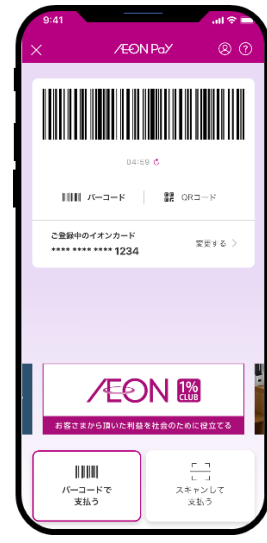 9:41
ÆON Pay
04:59
バーコード
QRコード
ご登録中のイオンカード
**** **** **** 1234
変更する
ÆON 1% CLUB
お客さまから頂いた利益を社会のために役立てる
バーコードで
支払う
スキャンして
支払う